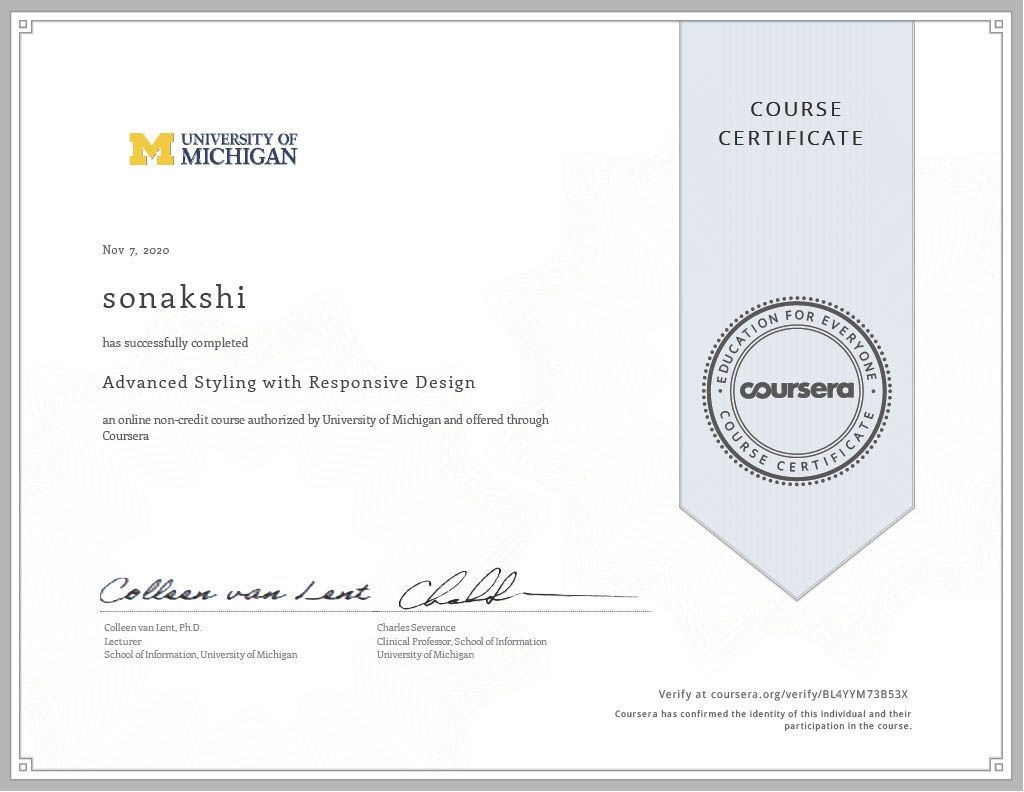 COURSE
CERTIFICATE
UNIVERSITY OF
MICHIGAN
Nov 7, 2020
sonakshi
has successfully completed
Advanced Styling with Responsive Design
an online non-credit course authorized by University of Michigan and offered through
Coursera
EDUCATION FOR EVERYONE
coursera
COURSE CERTIFICATE
Colleen van Lent
Colleen van Lent, Ph.D.
Lecturer
School of Information, University of Michigan
Charles Severance
Clinical Professor, School of Information
University of Michigan
Verify at coursera.org/verify/BL4YYM73B53X
Coursera has confirmed the identity of this individual and their
participation in the course.